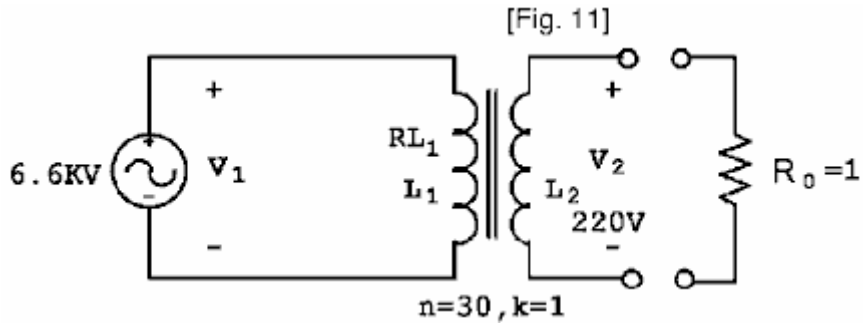 [Fig. 11]
+
+
+
RL₁
6.6KV
V₁
V₂
R₀=1
L₁
L₂
220V
-
-
-
n=30,k=1